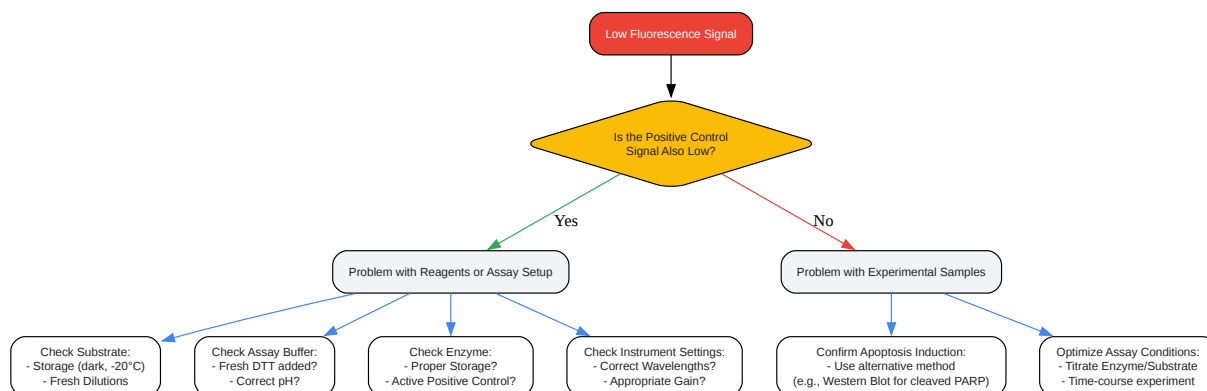 Low Fluorescence Signal
Is the Positive Control
Signal Also Low?
Yes
No
Problem with Reagents or Assay Setup
Problem with Experimental Samples
Check Substrate:
- Storage (dark, -20°C)
- Fresh Dilutions
Check Assay Buffer:
- Fresh DTT added?
- Correct pH?
Check Enzyme:
- Proper Storage?
- Active Positive Control?
Check Instrument Settings:
- Correct Wavelengths?
- Appropriate Gain?
Confirm Apoptosis Induction:
- Use alternative method
(e.g., Western Blot for cleaved PARP)
Optimize Assay Conditions:
- Titrate Enzyme/Substrate
- Time-course experiment